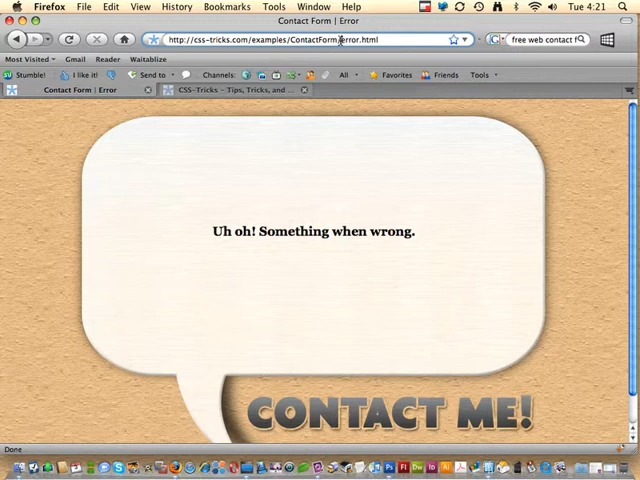 Firefox File Edit View History Bookmarks Tools Window Help Tue 4:21
Contact Form | Error
http://css-tricks.com/examples/ContactForm/error.html
free web contact f
Most Visited Gmail Reader Waitablize
Stumble! I like it! Send to Channels: All Favorites Friends Tools
Contact Form | Error CSS-Tricks - Tips, Tricks, and ...
Uh oh! Something when wrong.
CONTACT ME!
Done